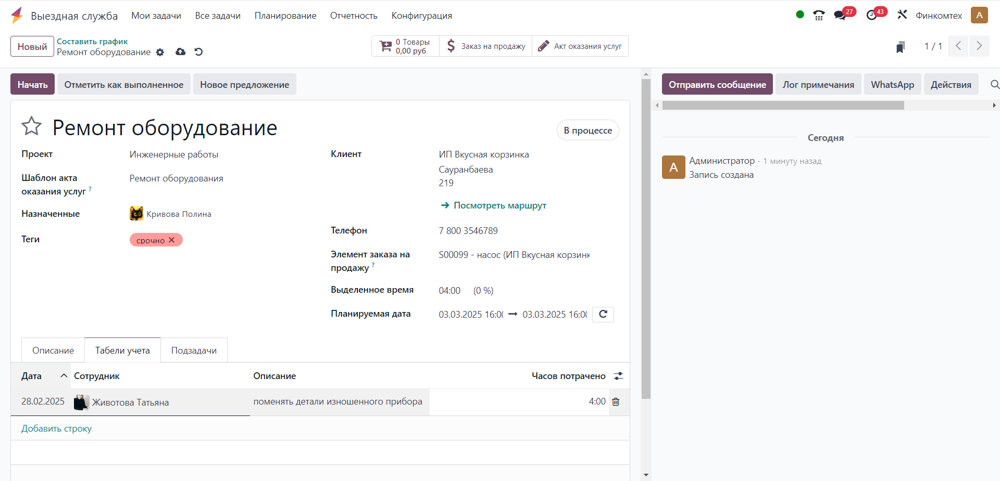 Выездная служба Мои задачи Все задачи Планирование Отчетность Конфигурация 27 43 Финкомтех A
Новый
Составить график
Ремонт оборудование
0 Товары
0,00 руб
Заказ на продажу
Акт оказания услуг
1 / 1
Начать Отметить как выполненное Новое предложение
Отправить сообщение Лог примечания WhatsApp Действия
Ремонт оборудование
В процессе
Проект Инженерные работы
Шаблон акта
оказания услуг ? Ремонт оборудования
Назначенные Кривова Полина
Теги срочно
Клиент ИП Вкусная корзинка
Сауранбаева
219
Посмотреть маршрут
Телефон 7 800 3546789
Элемент заказа на
продажу ? S00099 - насос (ИП Вкусная корзинк
Выделенное время 04:00 (0 %)
Планируемая дата 03.03.2025 16:00 03.03.2025 16:00
Сегодня
A
Администратор - 1 минуту назад
Запись создана
Описание Табели учета Подзадачи
Дата Сотрудник Описание Часов потрачено
28.02.2025 Животова Татьяна поменять детали изношенного прибора 4:00
Добавить строку